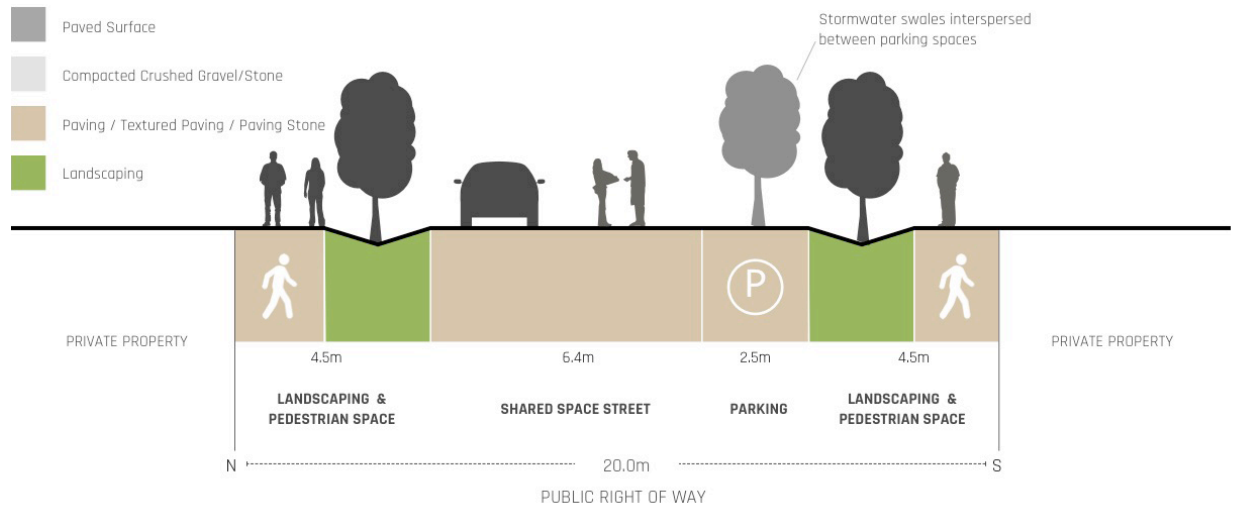 Paved Surface
Compacted Crushed Gravel/Stone
Paving / Textured Paving / Paving Stone
Landscaping
Stormwater swales interspersed
between parking spaces
P
PRIVATE PROPERTY
PRIVATE PROPERTY
4.5m
6.4m
2.5m
4.5m
LANDSCAPING &
PEDESTRIAN SPACE
SHARED SPACE STREET
PARKING
LANDSCAPING &
PEDESTRIAN SPACE
N 20.0m S
PUBLIC RIGHT OF WAY